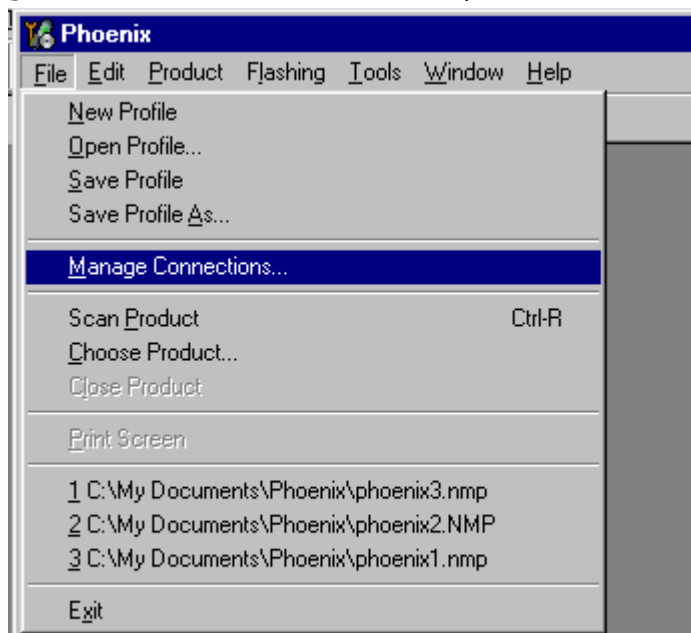 Phoenix
File Edit Product Flashing Tools Window Help
New Profile
Open Profile...
Save Profile
Save Profile As...
Manage Connections...
Scan Product Ctrl-R
Choose Product...
Close Product
Print Screen
1 C:\My Documents\Phoenix\phoenix3.nmp
2 C:\My Documents\Phoenix\phoenix2.NMP
3 C:\My Documents\Phoenix\phoenix1.nmp
Exit